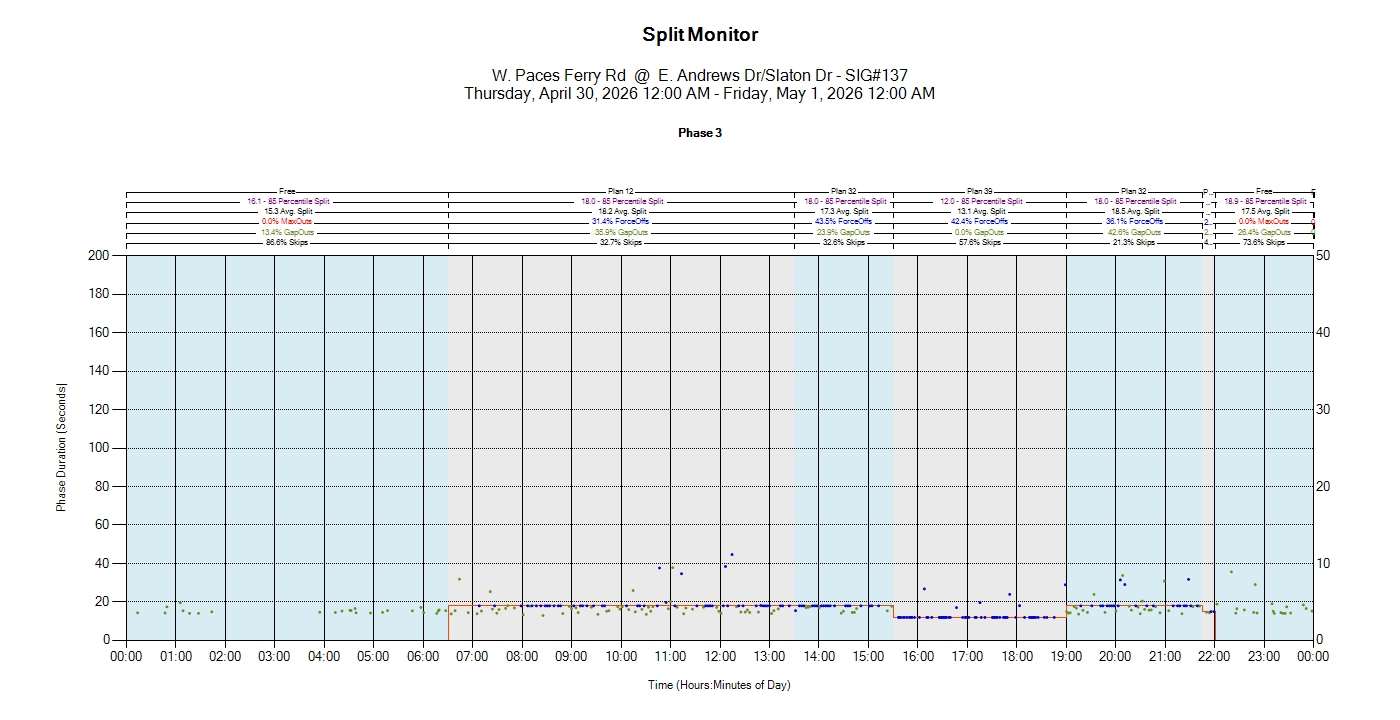 Split Monitor
W. Paces Ferry Rd @ E. Andrews Dr/Slaton Dr - SIG#137
Thursday, April 30, 2026 12:00 AM - Friday, May 1, 2026 12:00 AM
Phase 3
Free Plan 12 Plan 32 Plan 39 Plan 32 P... Free F
16.1 - 85 Percentile Split 18.0 - 85 Percentile Split 18.0 - 85 Percentile Split 12.0 - 85 Percentile Split 18.0 - 85 Percentile Split 18.9 - 85 Percentile Split
15.3 Avg. Split 18.2 Avg. Split 17.3 Avg. Split 13.1 Avg. Split 18.5 Avg. Split 17.5 Avg. Split
0.0% MaxOuts 31.4% ForceOffs 43.5% ForceOffs 42.4% ForceOffs 36.1% ForceOffs 2... 0.0% MaxOuts
13.4% GapOuts 35.9% GapOuts 23.9% GapOuts 0.0% GapOuts 42.6% GapOuts 2... 26.4% GapOuts
86.6% Skips 32.7% Skips 32.6% Skips 57.6% Skips 21.3% Skips 4... 73.6% Skips
200 50
180
160 40
140
120 30
100
80 20
60
40 10
20
0 0
Phase Duration (Seconds)
00:00 01:00 02:00 03:00 04:00 05:00 06:00 07:00 08:00 09:00 10:00 11:00 12:00 13:00 14:00 15:00 16:00 17:00 18:00 19:00 20:00 21:00 22:00 23:00 00:00
Time (Hours:Minutes of Day)